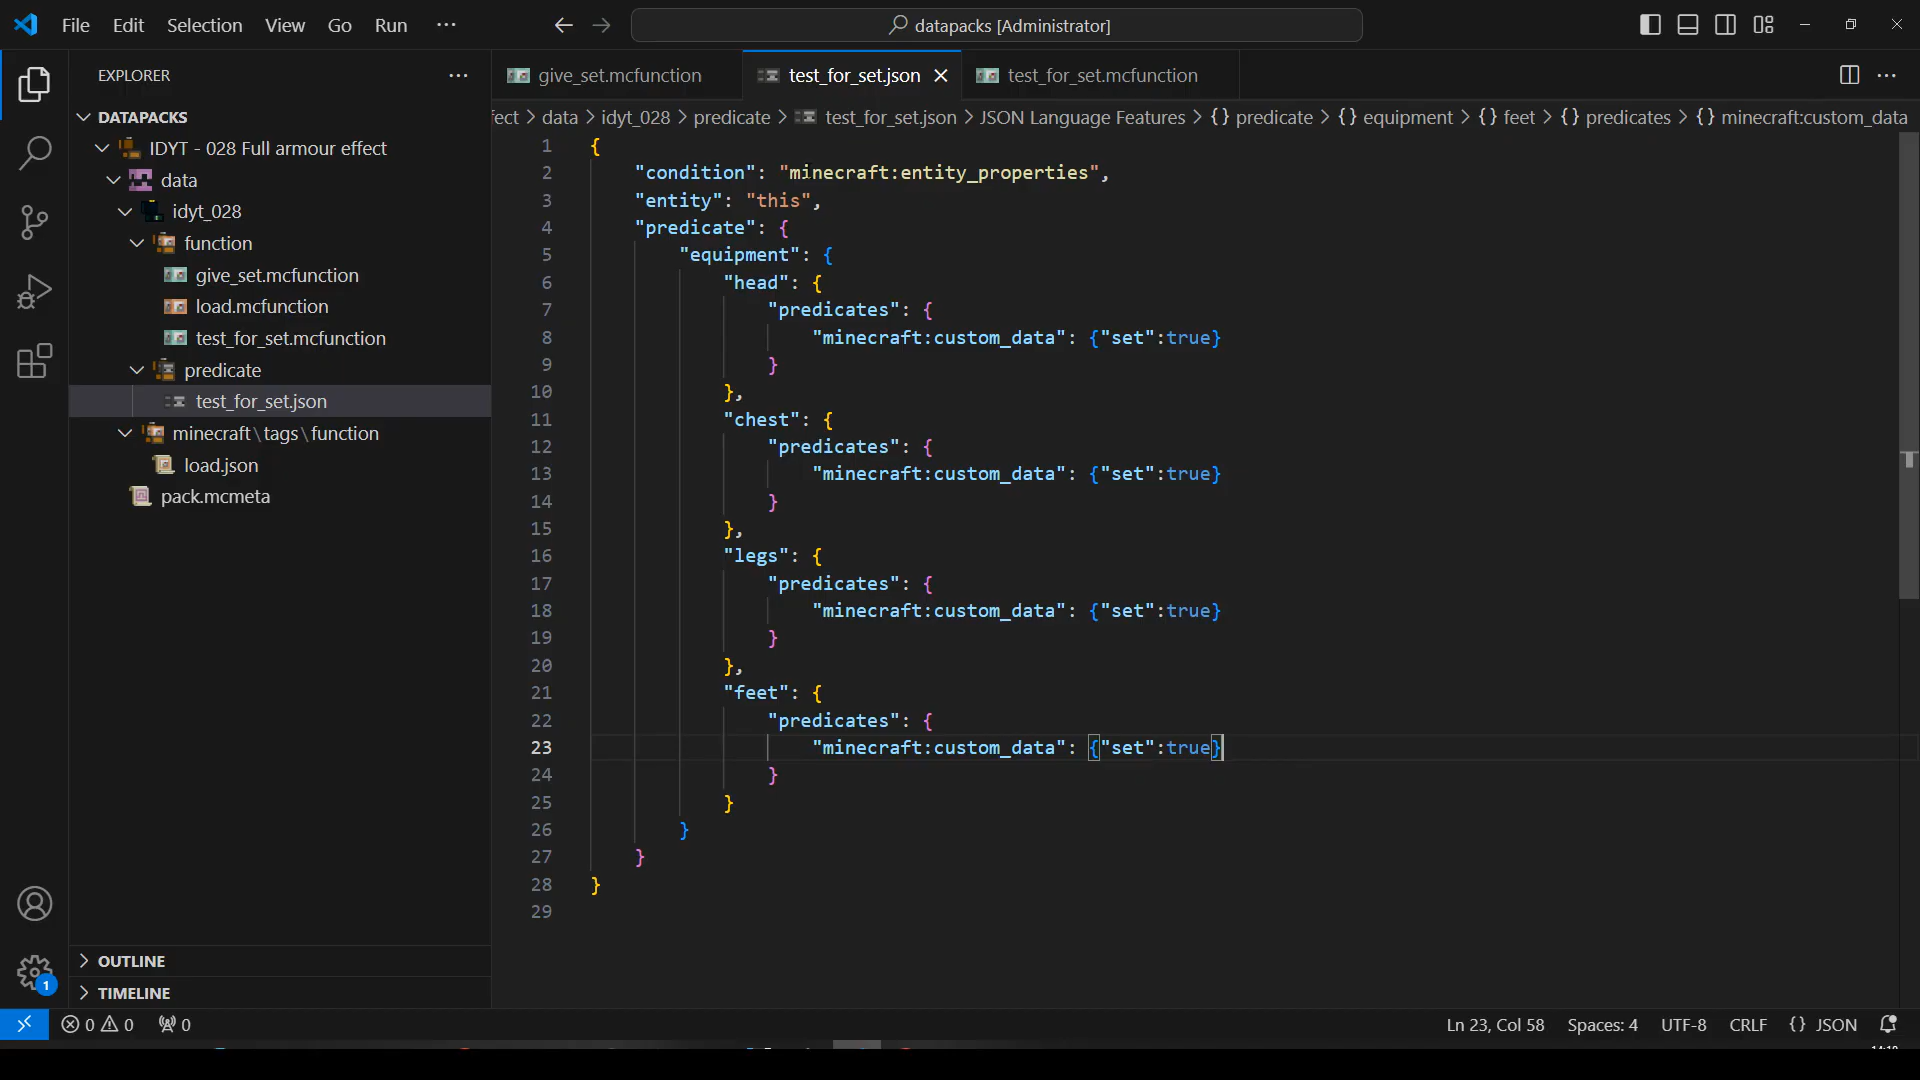 File Edit Selection View Go Run ··· datapacks [Administrator]
EXPLORER ···
DATAPACKS
IDYT - 028 Full armour effect
data
idyt_028
function
give_set.mcfunction
load.mcfunction
test_for_set.mcfunction
predicate
test_for_set.json
minecraft\tags\function
load.json
pack.mcmeta
OUTLINE
TIMELINE
give_set.mcfunction test_for_set.json test_for_set.mcfunction ···
fect > data > idyt_028 > predicate > test_for_set.json > JSON Language Features > {} predicate > {} equipment > {} feet > {} predicates > {} minecraft:custom_data
1 {
2 "condition": "minecraft:entity_properties",
3 "entity": "this",
4 "predicate": {
5 "equipment": {
6 "head": {
7 "predicates": {
8 "minecraft:custom_data": {"set":true}
9 }
10 },
11 "chest": {
12 "predicates": {
13 "minecraft:custom_data": {"set":true}
14 }
15 },
16 "legs": {
17 "predicates": {
18 "minecraft:custom_data": {"set":true}
19 }
20 },
21 "feet": {
22 "predicates": {
23 "minecraft:custom_data": {"set":true}
24 }
25 }
26 }
27 }
28 }
29
1
0 0 0 Ln 23, Col 58 Spaces: 4 UTF-8 CRLF {} JSON